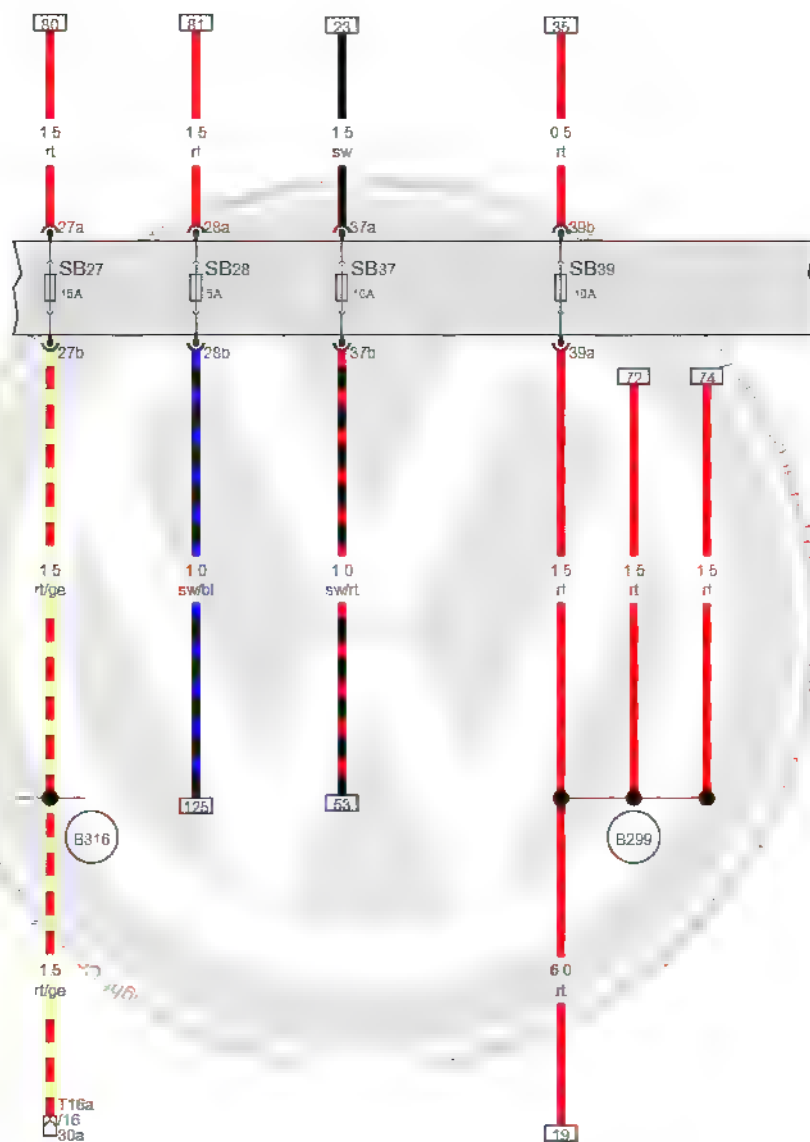 80 81 23 35
1.5 1.5 1.5 0.5
rt rt sw rt
27a 28a 37a 39b
SB27 SB28 SB37 SB39
15A 5A 10A 10A
27b 28b 37b 39a
72 74
1.5 1.0 1.0 1.5 1.5 1.5
rt/ge sw/bl sw/rt rt rt rt
125 53
B316 B299
1.5 6.0
rt/ge rt
T16a
/16
30a 19